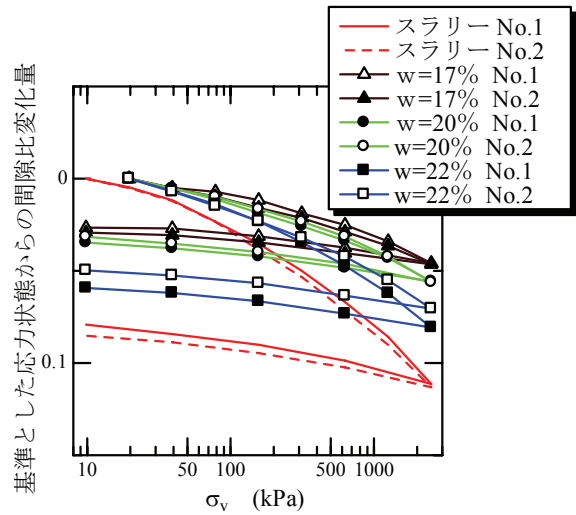 スラリー No.1
スラリー No.2
w=17% No.1
w=17% No.2
w=20% No.1
w=20% No.2
w=22% No.1
w=22% No.2
基準とした応力状態からの間隙比変化量
0
0.1
10 50 100 500 1000
σv (kPa)